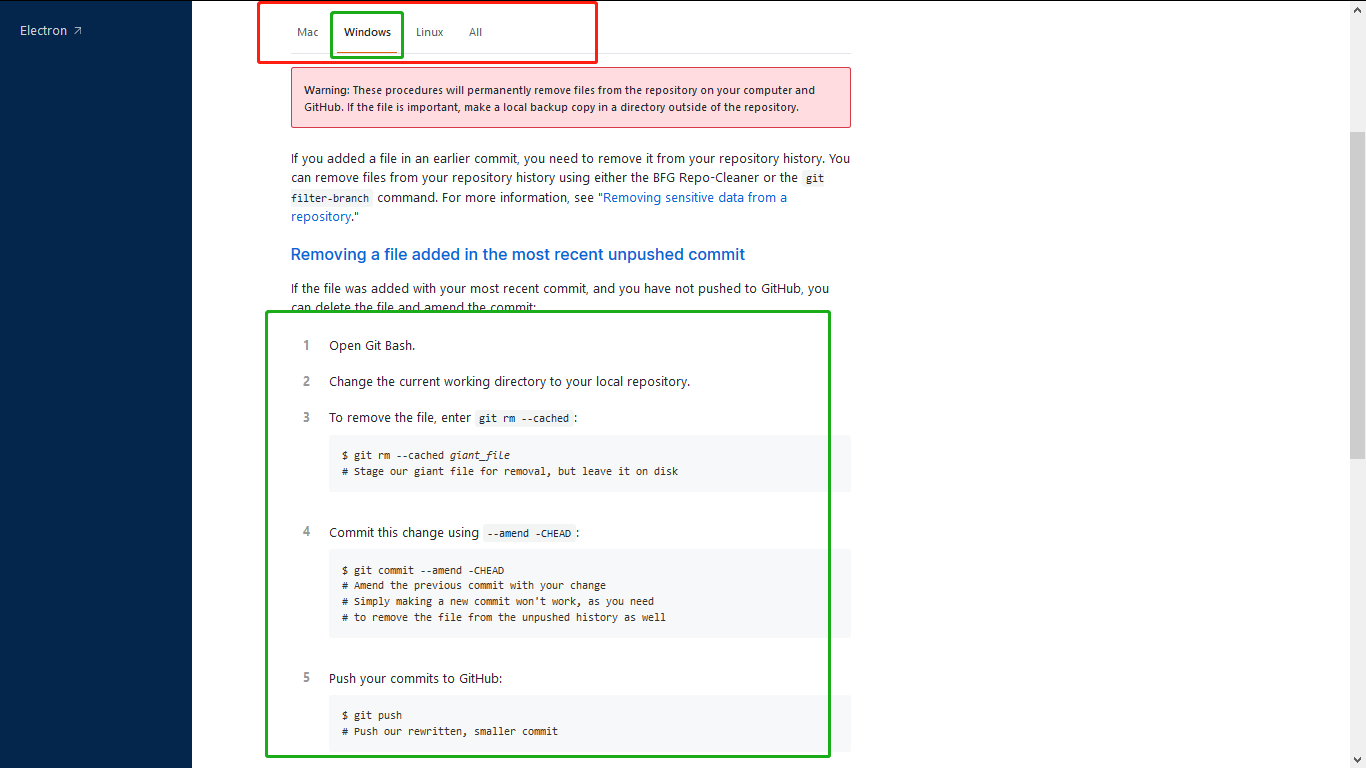 Electron
Mac Windows Linux All
Warning: These procedures will permanently remove files from the repository on your computer and
GitHub. If the file is important, make a local backup copy in a directory outside of the repository.
If you added a file in an earlier commit, you need to remove it from your repository history. You
can remove files from your repository history using either the BFG Repo-Cleaner or the git
filter-branch command. For more information, see "Removing sensitive data from a
repository."
Removing a file added in the most recent unpushed commit
If the file was added with your most recent commit, and you have not pushed to GitHub, you
can delete the file and amend the commit:
1 Open Git Bash.
2 Change the current working directory to your local repository.
3 To remove the file, enter git rm --cached :
$ git rm --cached giant_file
# Stage our giant file for removal, but leave it on disk
4 Commit this change using --amend -CHEAD :
$ git commit --amend -CHEAD
# Amend the previous commit with your change
# Simply making a new commit won't work, as you need
# to remove the file from the unpushed history as well
5 Push your commits to GitHub:
$ git push
# Push our rewritten, smaller commit